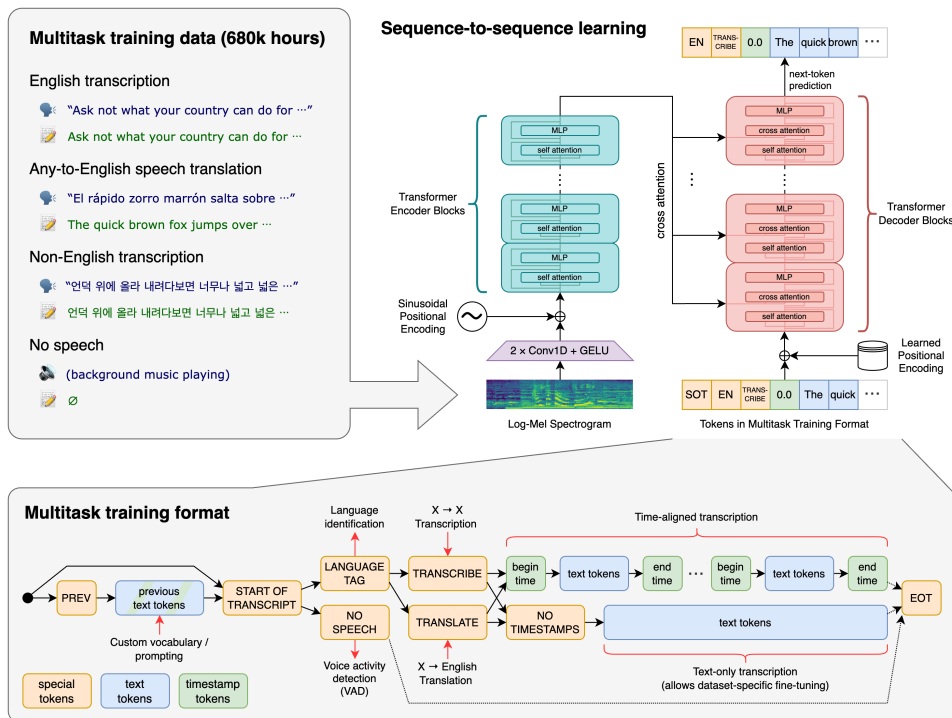 Multitask training data (680k hours)
English transcription
“Ask not what your country can do for ⋯”
Ask not what your country can do for ⋯
Any-to-English speech translation
“El rápido zorro marrón salta sobre ⋯”
The quick brown fox jumps over ⋯
Non-English transcription
“언덕 위에 올라 내려다보면 너무나 넓고 넓은 ⋯”
언덕 위에 올라 내려다보면 너무나 넓고 넓은 ⋯
No speech
(background music playing)
∅
Sequence-to-sequence learning
EN TRANS-CRIBE 0.0 The quick brown ⋯
next-token
prediction
MLP
self attention
MLP
self attention
MLP
self attention
Transformer
Encoder Blocks
cross attention
MLP
cross attention
self attention
MLP
cross attention
self attention
MLP
cross attention
self attention
Transformer
Decoder Blocks
Sinusoidal
Positional
Encoding
2 × Conv1D + GELU
Log-Mel Spectrogram
Learned
Positional
Encoding
SOT EN TRANS-CRIBE 0.0 The quick ⋯
Tokens in Multitask Training Format
Multitask training format
Language
identification
X → X
Transcription
Time-aligned transcription
PREV
previous
text tokens
START OF
TRANSCRIPT
LANGUAGE
TAG
TRANSCRIBE
begin
time
text tokens
end
time
⋯
begin
time
text tokens
end
time
NO
SPEECH
TRANSLATE
NO
TIMESTAMPS
text tokens
EOT
Custom vocabulary /
prompting
Voice activity
detection
(VAD)
X → English
Translation
Text-only transcription
(allows dataset-specific fine-tuning)
special
tokens
text
tokens
timestamp
tokens